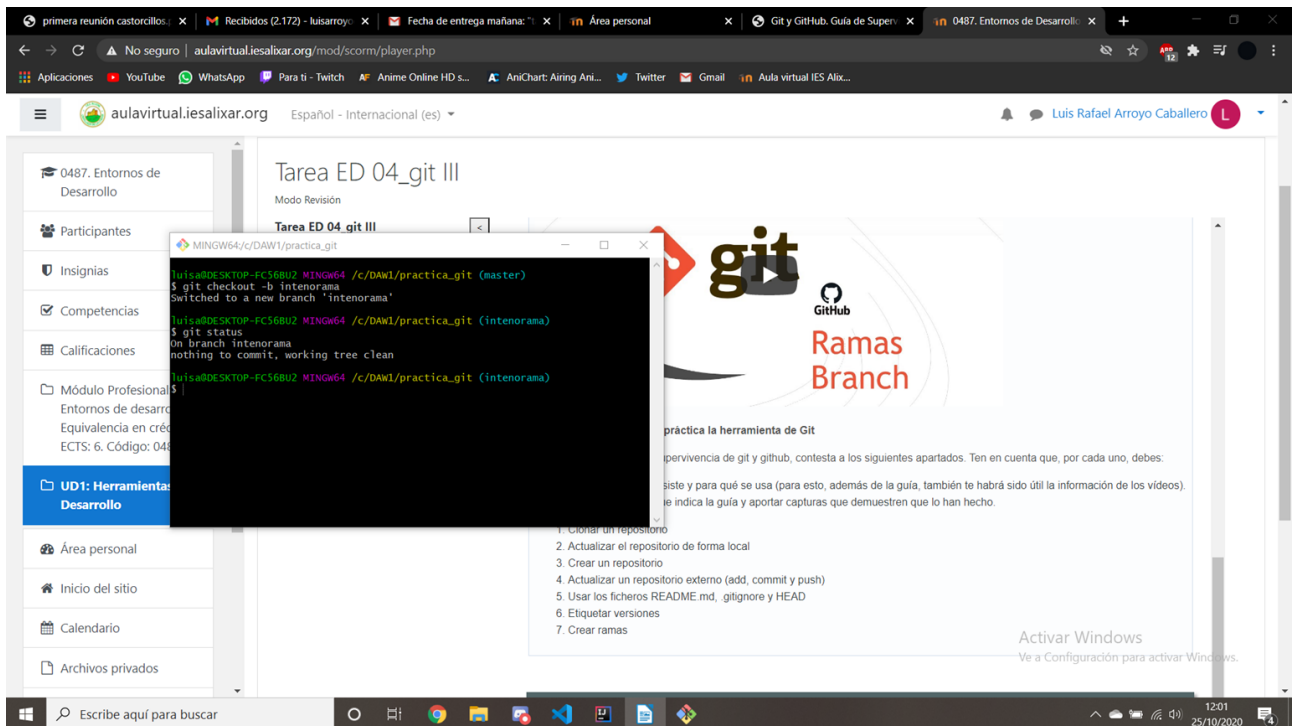 primera reunión castorcillos.
Recibidos (2.172) - luisarroyo
Fecha de entrega mañana: "
Área personal
Git y GitHub. Guía de Superv
0487. Entornos de Desarrollo
No seguro | aulavirtual.iesalixar.org/mod/scorm/player.php
ABP
12
Aplicaciones YouTube WhatsApp Para ti - Twitch AF Anime Online HD s... AniChart: Airing Ani... Twitter Gmail Aula virtual IES Alix...
aulavirtual.iesalixar.org Español - Internacional (es) Luis Rafael Arroyo Caballero L
0487. Entornos de
Desarrollo
Participantes
Insignias
Competencias
Calificaciones
Módulo Profesional
Entornos de desarro
Equivalencia en créd
ECTS: 6. Código: 048
UD1: Herramientas
Desarrollo
Área personal
Inicio del sitio
Calendario
Archivos privados
Tarea ED 04_git III
Modo Revisión
Tarea ED 04_git III <
MINGW64:/c/DAW1/practica_git
luisa@DESKTOP-FC56BU2 MINGW64 /c/DAW1/practica_git (master)
$ git checkout -b intenorama
Switched to a new branch 'intenorama'
luisa@DESKTOP-FC56BU2 MINGW64 /c/DAW1/practica_git (intenorama)
$ git status
On branch intenorama
nothing to commit, working tree clean
luisa@DESKTOP-FC56BU2 MINGW64 /c/DAW1/practica_git (intenorama)
$
git
GitHub
Ramas
Branch
práctica la herramienta de Git
pervivencia de git y github, contesta a los siguientes apartados. Ten en cuenta que, por cada uno, debes:
siste y para qué se usa (para esto, además de la guía, también te habrá sido útil la información de los vídeos).
ue indica la guía y aportar capturas que demuestren que lo han hecho.
1. Clonar un repositorio
2. Actualizar el repositorio de forma local
3. Crear un repositorio
4. Actualizar un repositorio externo (add, commit y push)
5. Usar los ficheros README.md, .gitignore y HEAD
6. Etiquetar versiones
7. Crear ramas
Activar Windows
Ve a Configuración para activar Windows.
Escribe aquí para buscar
12:01
25/10/2020
4